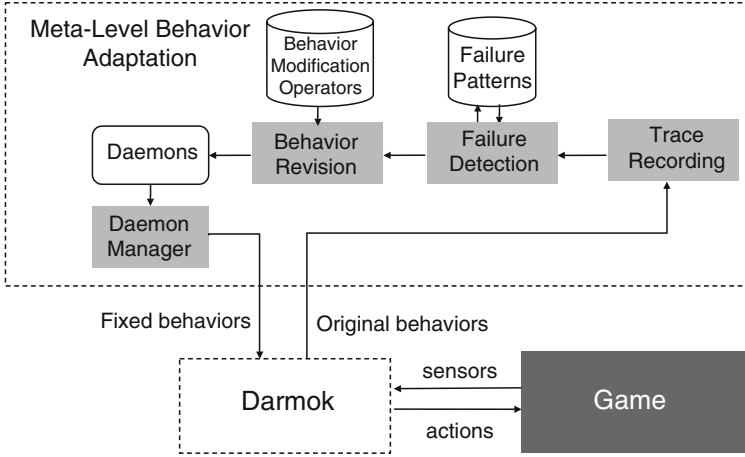 Meta-Level Behavior
Adaptation
Behavior
Modification
Operators
Failure
Patterns
Daemons
Behavior
Revision
Failure
Detection
Trace
Recording
Daemon
Manager
Fixed behaviors
Original behaviors
Darmok
sensors
actions
Game